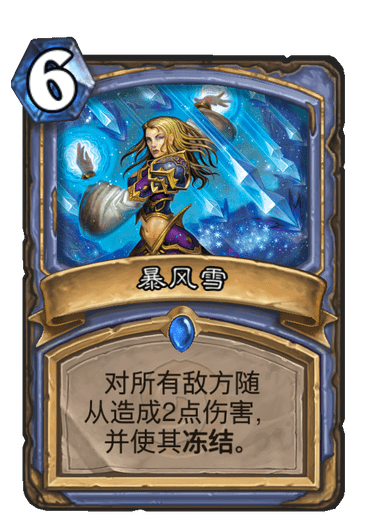 6
暴风雪
对所有敌方随
从造成2点伤害，
并使其冻结。